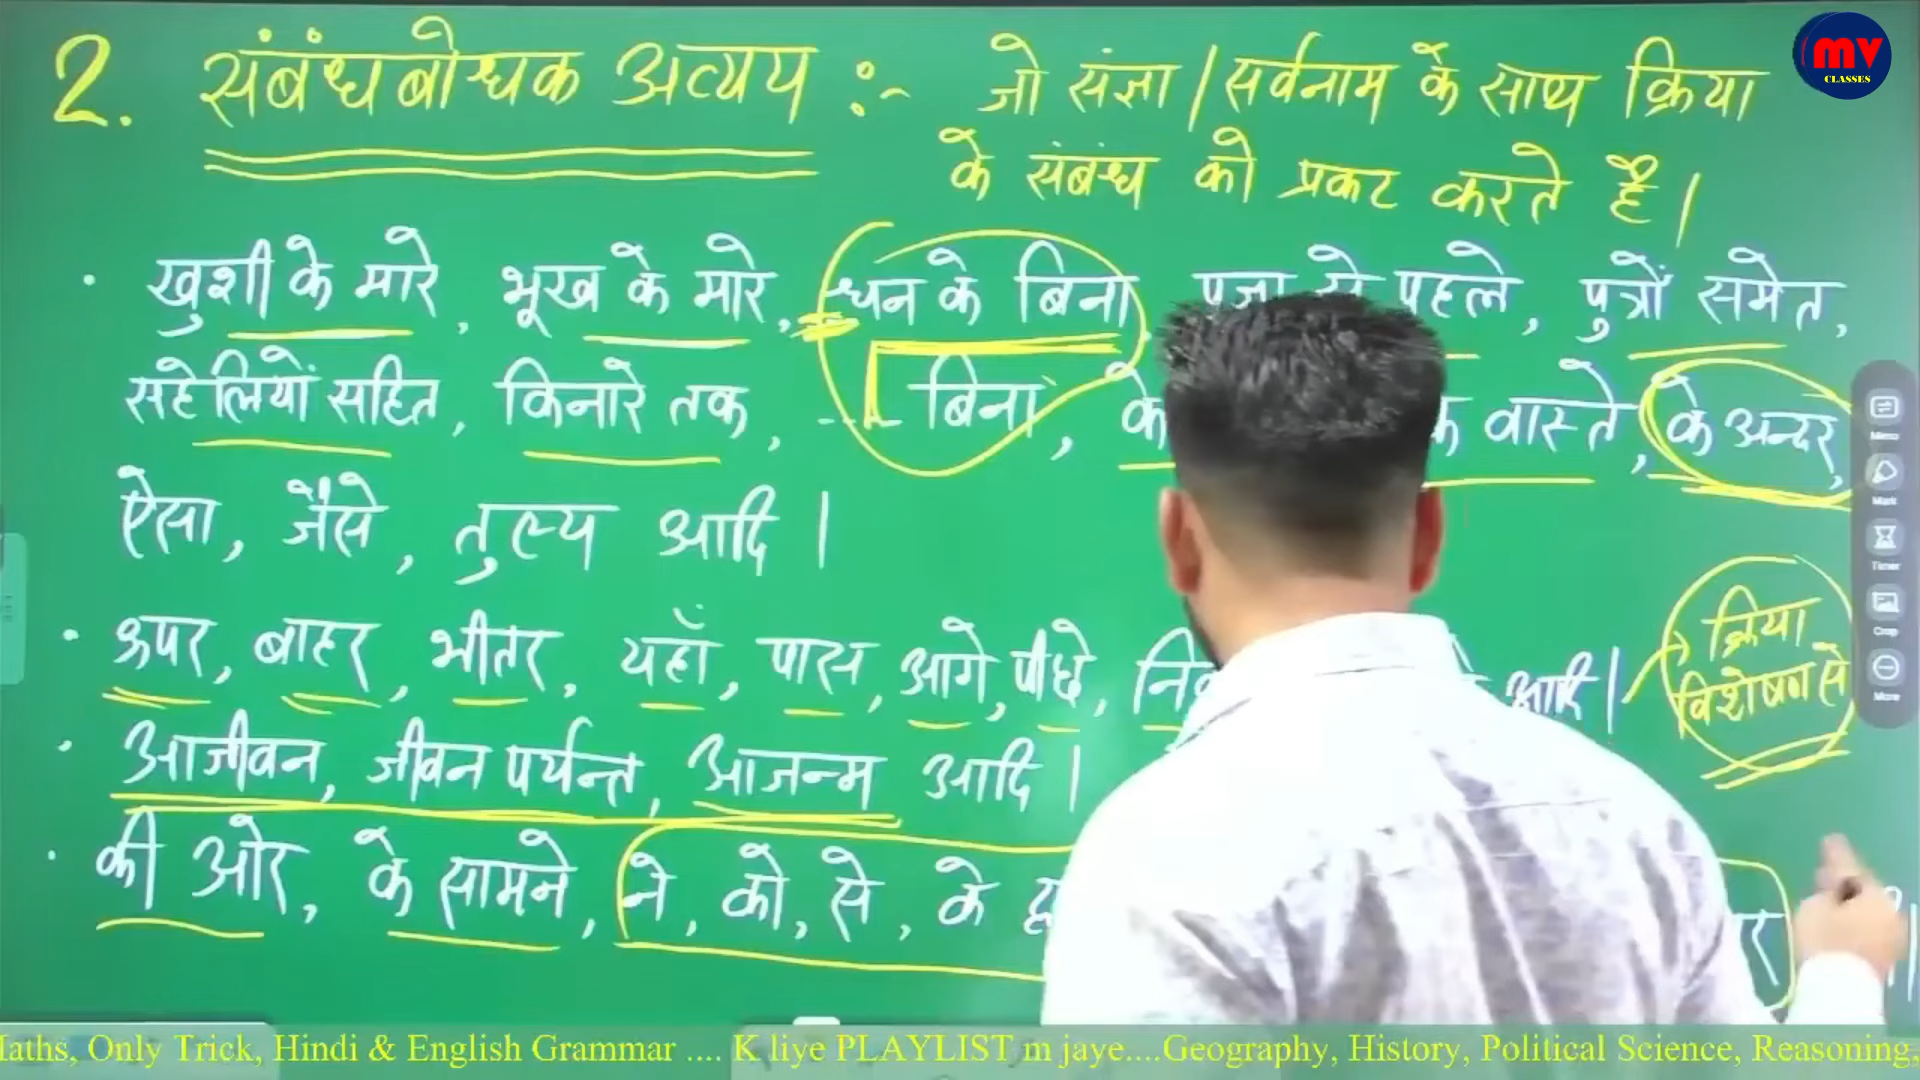 mv
CLASSES
2. संबंधबोधक अव्यय :- जो संज्ञा / सर्वनाम के साथ क्रिया
के संबंध को प्रकट करते है।
• खुशी के मारे, भूख के मारे, धन के बिना, से पहले, पुत्रों समेत,
सहेलियों सहित, किनारे तक, --- बिना, के वास्ते, के अन्दर,
ऐसा, जैसे, तुल्य आदि।
• ऊपर, बाहर, भीतर, यहाँ, पास, आगे, पीछे, आदि।
क्रिया
विशेषण से
• आजीवन, जीवन पर्यन्त, आजन्म आदि।
• की ओर, के सामने, ने, को, से, के
Menu
Mark
Timer
Crop
More
Maths, Only Trick, Hindi & English Grammar .... K liye PLAYLIST m jaye....Geography, History, Political Science, Reasoning,